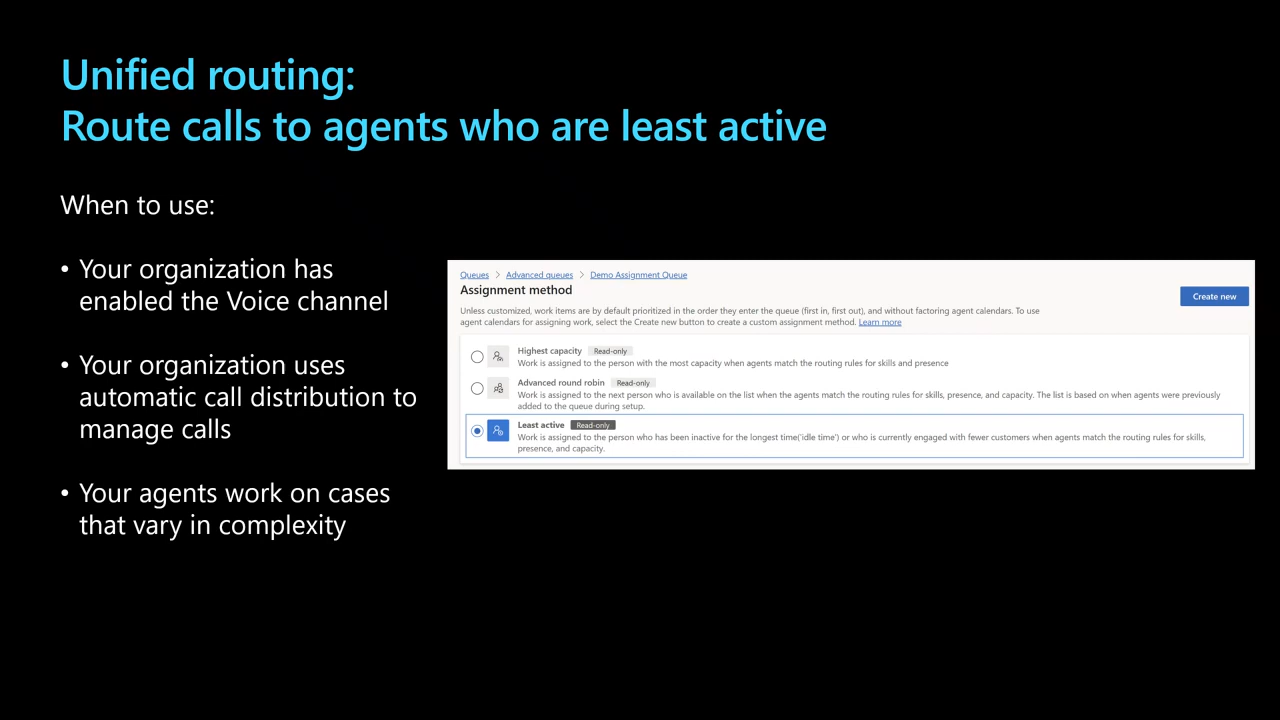 Unified routing:
Route calls to agents who are least active
When to use:
• Your organization has
enabled the Voice channel
• Your organization uses
automatic call distribution to
manage calls
• Your agents work on cases
that vary in complexity
Queues > Advanced queues > Demo Assignment Queue
Assignment method
Create new
Unless customized, work items are by default prioritized in the order they enter the queue (first in, first out), and without factoring agent calendars. To use
agent calendars for assigning work, select the Create new button to create a custom assignment method. Learn more
Highest capacity Read-only
Work is assigned to the person with the most capacity when agents match the routing rules for skills and presence
Advanced round robin Read-only
Work is assigned to the next person who is available on the list when the agents match the routing rules for skills, presence, and capacity. The list is based on when agents were previously
added to the queue during setup.
Least active Read-only
Work is assigned to the person who has been inactive for the longest time('idle time') or who is currently engaged with fewer customers when agents match the routing rules for skills,
presence, and capacity.